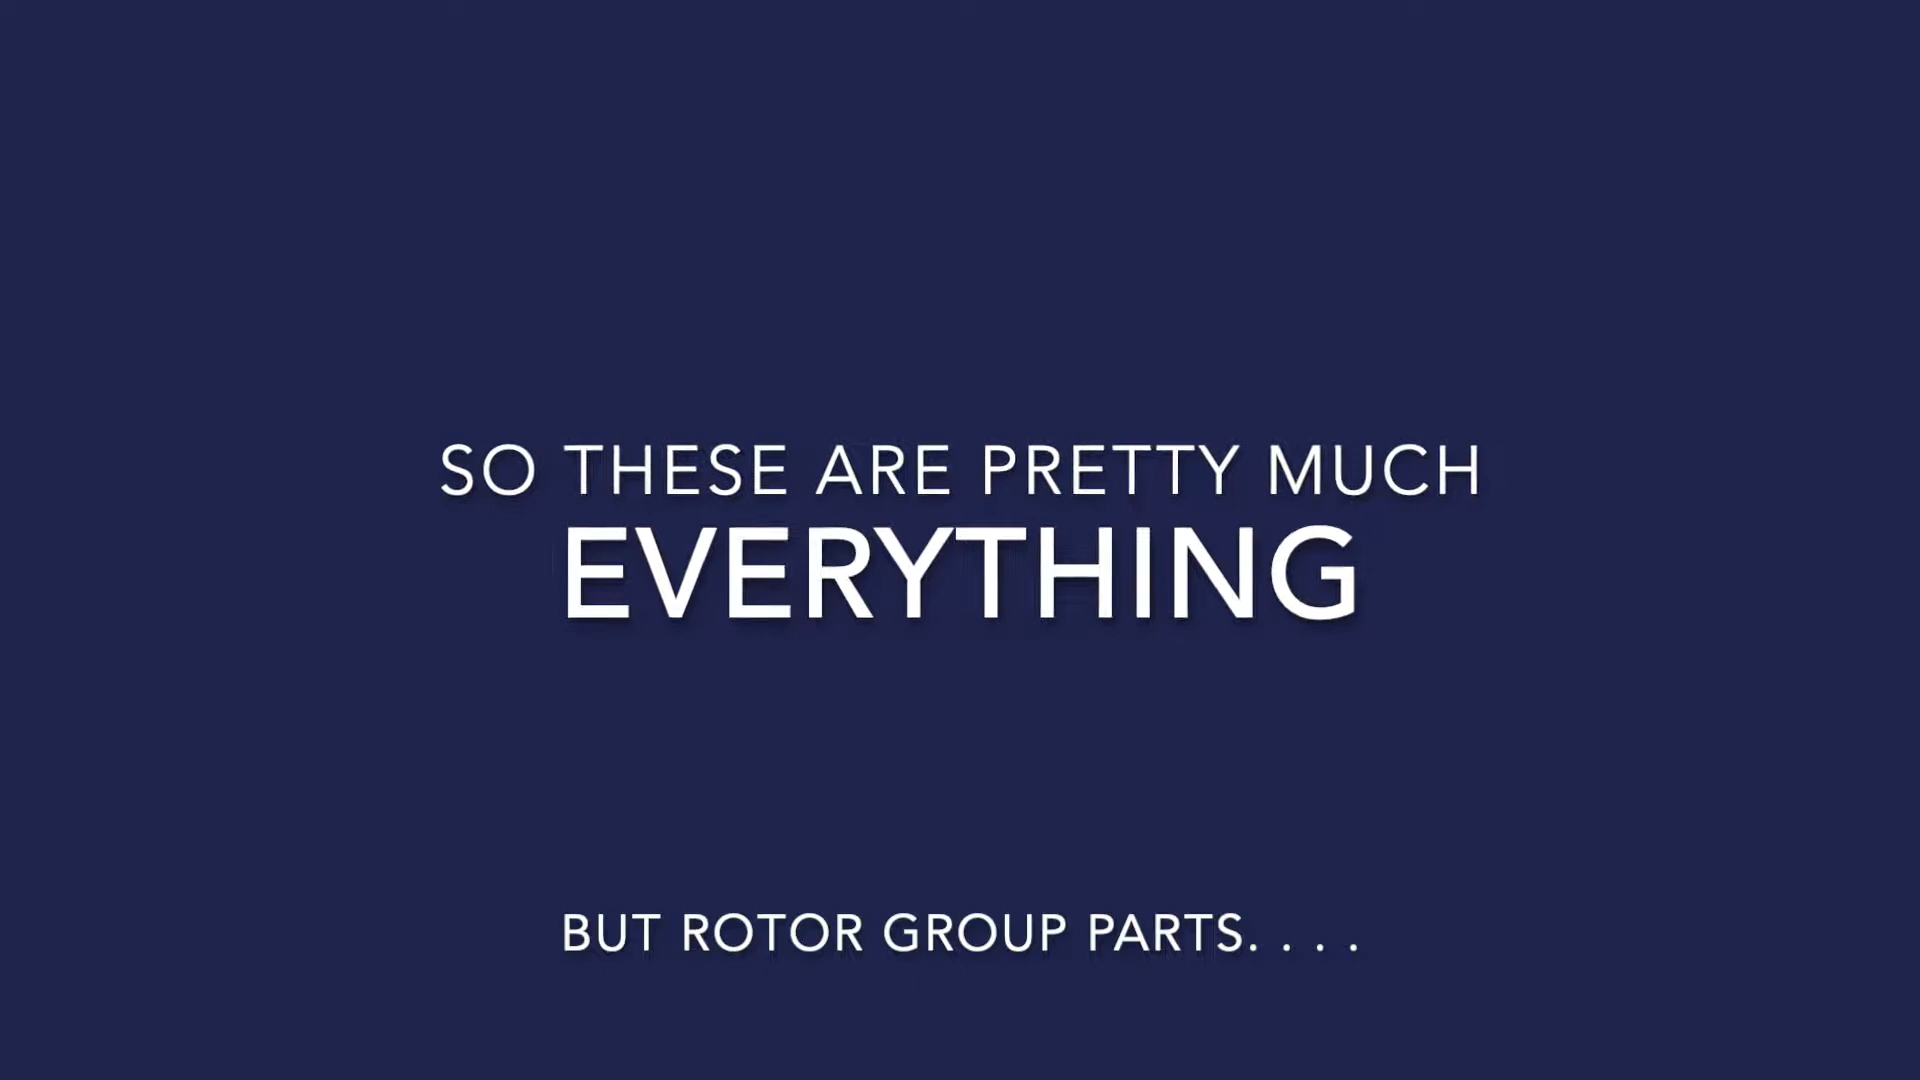 SO THESE ARE PRETTY MUCH
EVERYTHING
BUT ROTOR GROUP PARTS. . . .